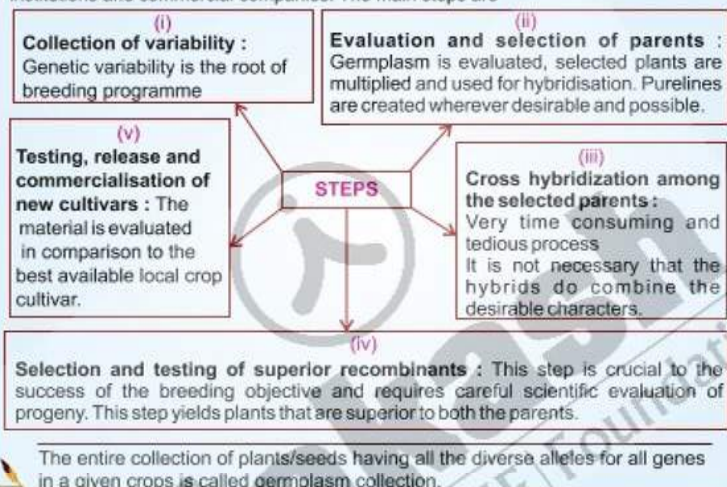 institutions and commercial companies. The main steps are
(i)
Collection of variability :
Genetic variability is the root of
breeding programme
(ii)
Evaluation and selection of parents :
Germplasm is evaluated, selected plants are
multiplied and used for hybridisation. Purelines
are created wherever desirable and possible.
(v)
Testing, release and
commercialisation of
new cultivars : The
material is evaluated
in comparison to the
best available local crop
cultivar.
STEPS
(iii)
Cross hybridization among
the selected parents :
Very time consuming and
tedious process
It is not necessary that the
hybrids do combine the
desirable characters.
(iv)
Selection and testing of superior recombinants : This step is crucial to the
success of the breeding objective and requires careful scientific evaluation of
progeny. This step yields plants that are superior to both the parents.
The entire collection of plants/seeds having all the diverse alleles for all genes
in a given crops is called germplasm collection.